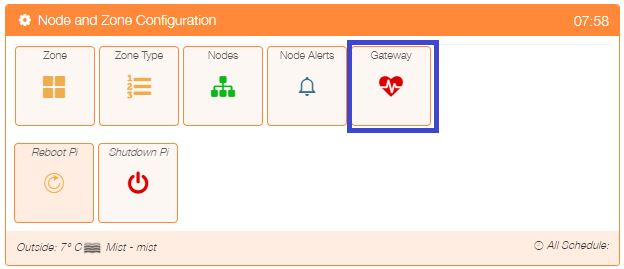 Node and Zone Configuration 07:58
Zone Zone Type Nodes Node Alerts Gateway
1
2
3
Reboot Pi Shutdown Pi
Outside: 7º C Mist - mist All Schedule: